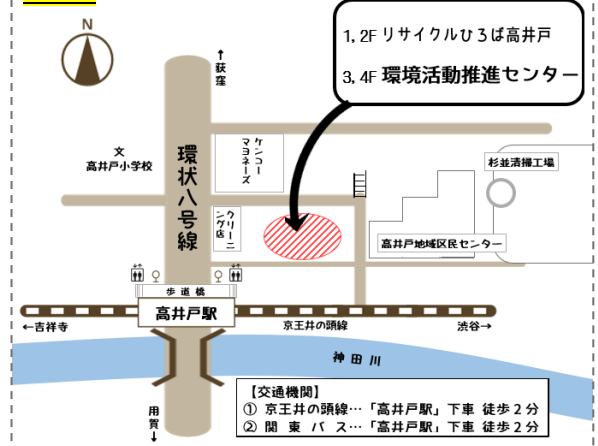 N
↑荻窪
1,2F リサイクルひろば高井戸
3,4F 環境活動推進センター
文
高井戸小学校
環状八号線
ケンコー
マヨネーズ
杉並清掃工場
クリーニ
ング店
高井戸地域区民センター
歩道橋
高井戸駅
←吉祥寺
京王井の頭線
渋谷→
神田川
用賀↓
【交通機関】
① 京王井の頭線…「高井戸駅」下車 徒歩2分
② 関東バス…「高井戸駅」下車 徒歩2分